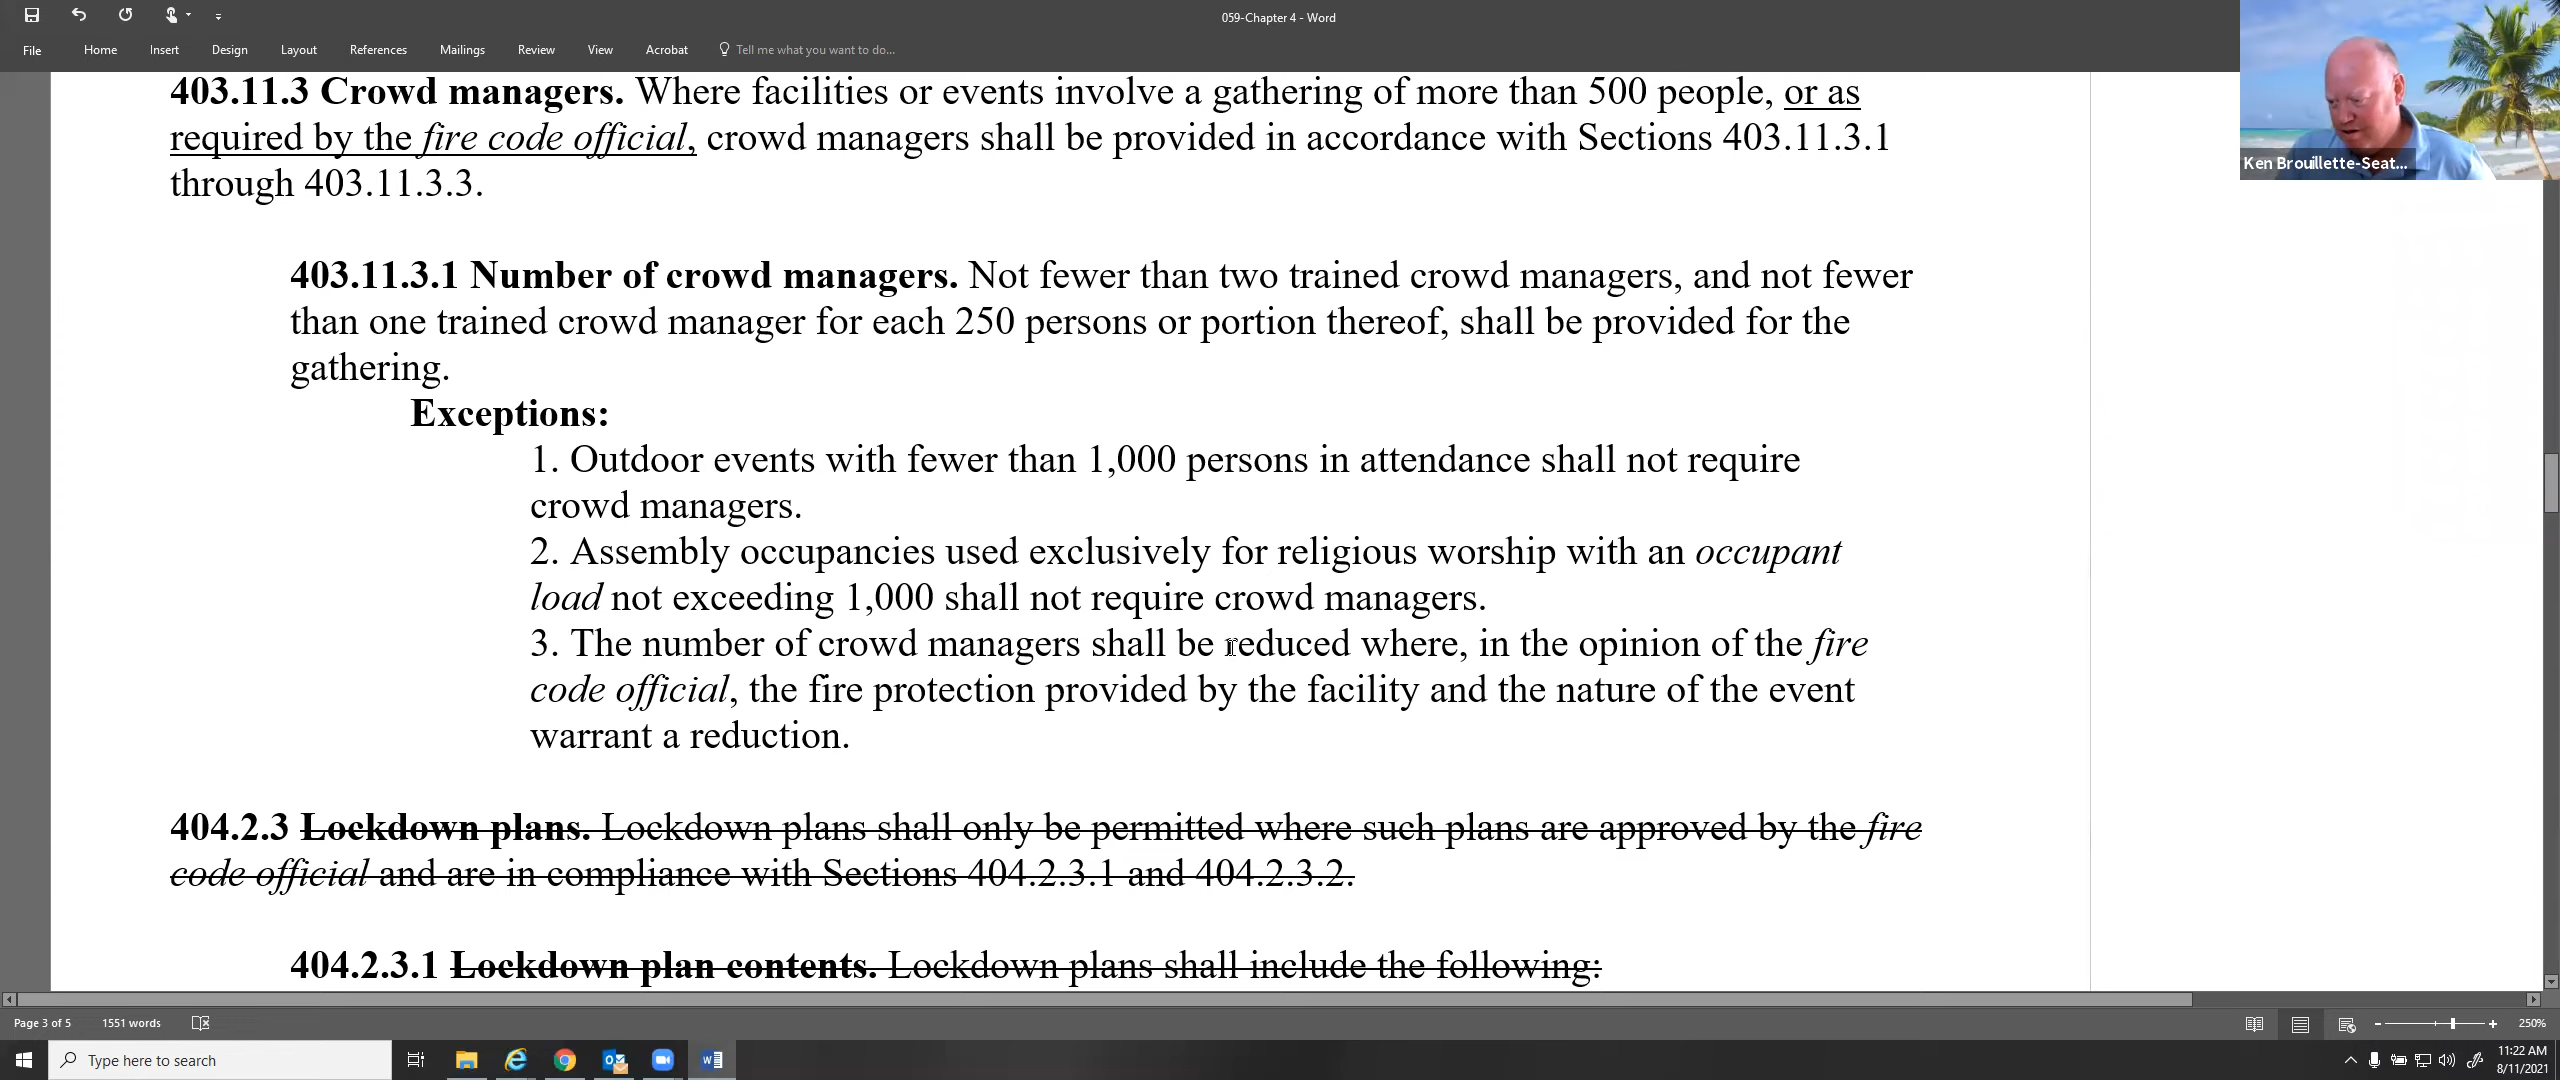 059-Chapter 4 - Word
File Home Insert Design Layout References Mailings Review View Acrobat Tell me what you want to do...
403.11.3 Crowd managers. Where facilities or events involve a gathering of more than 500 people, or as
required by the fire code official, crowd managers shall be provided in accordance with Sections 403.11.3.1
through 403.11.3.3.
Ken Brouillette-Seat...
403.11.3.1 Number of crowd managers. Not fewer than two trained crowd managers, and not fewer
than one trained crowd manager for each 250 persons or portion thereof, shall be provided for the
gathering.
Exceptions:
1. Outdoor events with fewer than 1,000 persons in attendance shall not require
crowd managers.
2. Assembly occupancies used exclusively for religious worship with an occupant
load not exceeding 1,000 shall not require crowd managers.
3. The number of crowd managers shall be reduced where, in the opinion of the fire
code official, the fire protection provided by the facility and the nature of the event
warrant a reduction.
404.2.3 Lockdown plans. Lockdown plans shall only be permitted where such plans are approved by the fire
code official and are in compliance with Sections 404.2.3.1 and 404.2.3.2.
404.2.3.1 Lockdown plan contents. Lockdown plans shall include the following:
Page 3 of 5 1551 words 250%
Type here to search
11:22 AM
8/11/2021